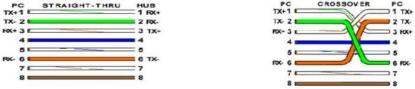 PC STRAIGHT-THRU HUB
TX+ 1 1 RX+
TX- 2 2 RX-
RX+ 3 3 TX+
4 4
5 5
RX- 6 6 TX-
7 7
8 8
PC CROSSOVER PC
TX+ 1 1 TX+
TX- 2 2 TX-
RX+ 3 3 RX+
4 4
5 5
RX- 6 6 RX-
7 7
8 8